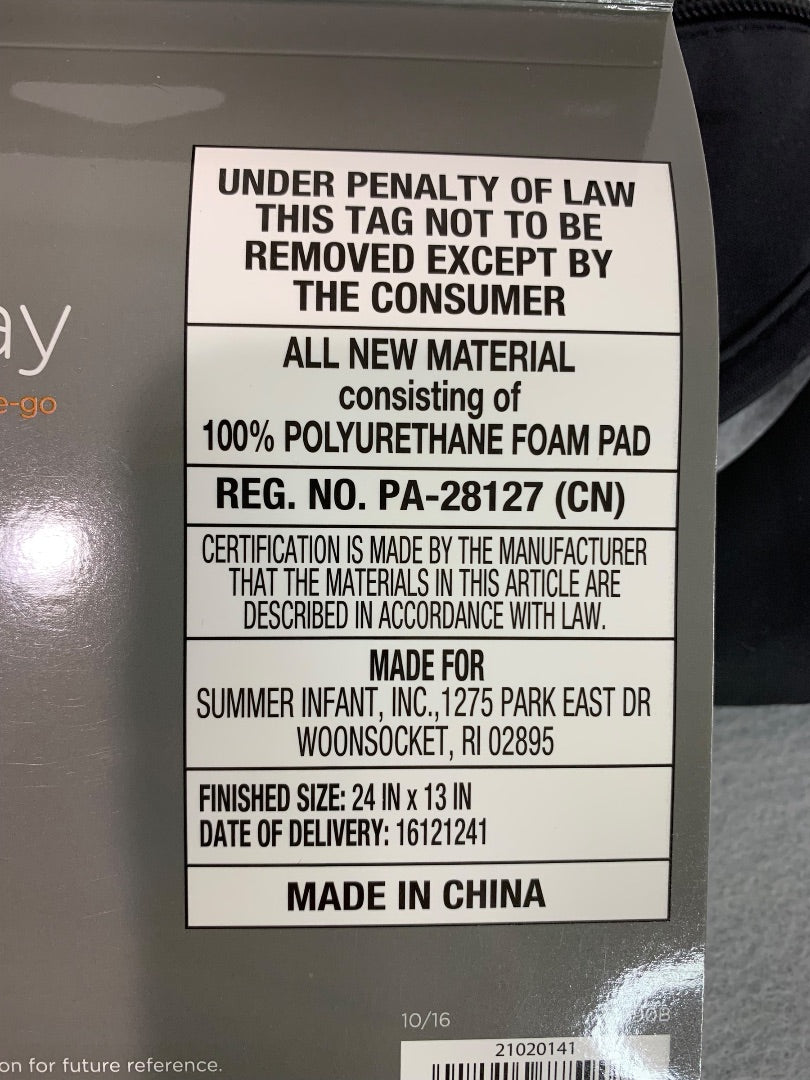 UNDER PENALTY OF LAW
THIS TAG NOT TO BE
REMOVED EXCEPT BY
THE CONSUMER
ALL NEW MATERIAL
consisting of
100% POLYURETHANE FOAM PAD
REG. NO. PA-28127 (CN)
CERTIFICATION IS MADE BY THE MANUFACTURER
THAT THE MATERIALS IN THIS ARTICLE ARE
DESCRIBED IN ACCORDANCE WITH LAW.
MADE FOR
SUMMER INFANT, INC.,1275 PARK EAST DR
WOONSOCKET, RI 02895
FINISHED SIZE: 24 IN x 13 IN
DATE OF DELIVERY: 16121241
MADE IN CHINA
ay
e-go
10/16
21020141
on for future reference.